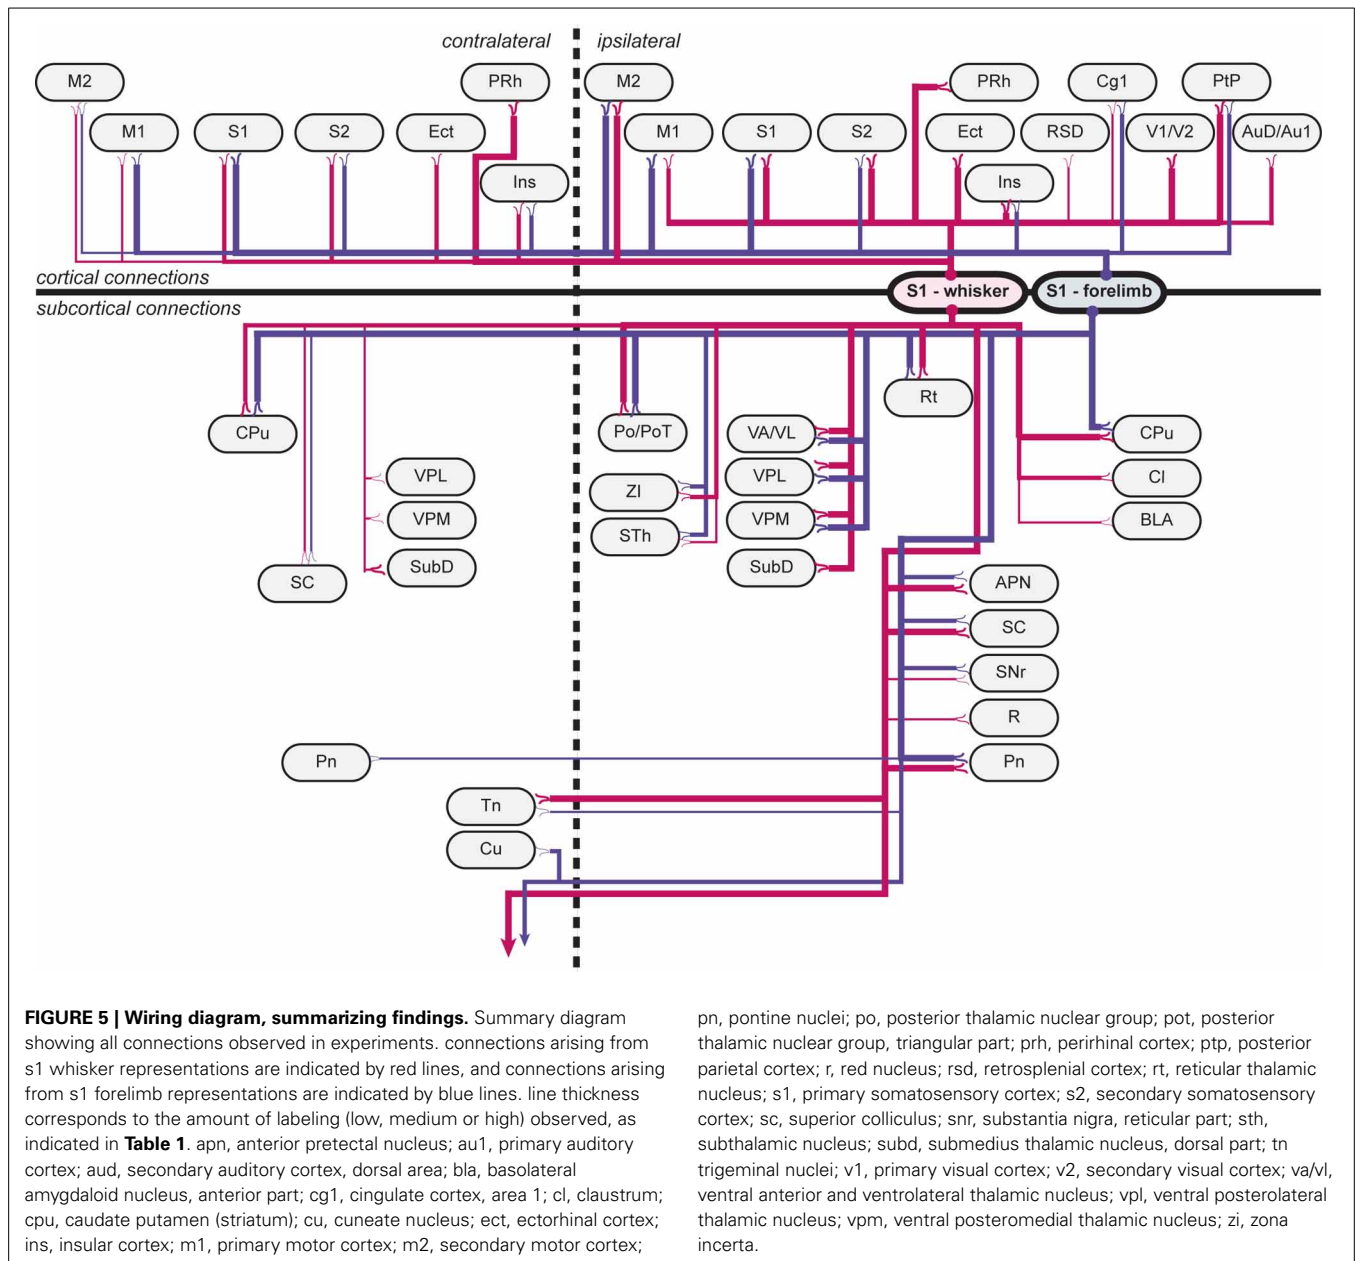 contralateral
ipsilateral
M2
PRh
M2
PRh
Cg1
PtP
M1
S1
S2
Ect
M1
S1
S2
Ect
RSD
V1/V2
AuD/Au1
Ins
Ins
cortical connections
S1 - whisker
S1 - forelimb
subcortical connections
Rt
CPu
Po/PoT
VA/VL
CPu
VPL
ZI
VPL
Cl
VPM
STh
VPM
BLA
SubD
SubD
SC
APN
SC
SNr
R
Pn
Pn
Tn
Cu
FIGURE 5 | Wiring diagram, summarizing findings. Summary diagram
showing all connections observed in experiments. connections arising from
s1 whisker representations are indicated by red lines, and connections arising
from s1 forelimb representations are indicated by blue lines. line thickness
corresponds to the amount of labeling (low, medium or high) observed, as
indicated in Table 1. apn, anterior pretectal nucleus; au1, primary auditory
cortex; aud, secondary auditory cortex, dorsal area; bla, basolateral
amygdaloid nucleus, anterior part; cg1, cingulate cortex, area 1; cl, claustrum;
cpu, caudate putamen (striatum); cu, cuneate nucleus; ect, ectorhinal cortex;
ins, insular cortex; m1, primary motor cortex; m2, secondary motor cortex;
pn, pontine nuclei; po, posterior thalamic nuclear group; pot, posterior
thalamic nuclear group, triangular part; prh, perirhinal cortex; ptp, posterior
parietal cortex; r, red nucleus; rsd, retrosplenial cortex; rt, reticular thalamic
nucleus; s1, primary somatosensory cortex; s2, secondary somatosensory
cortex; sc, superior colliculus; snr, substantia nigra, reticular part; sth,
subthalamic nucleus; subd, submedius thalamic nucleus, dorsal part; tn
trigeminal nuclei; v1, primary visual cortex; v2, secondary visual cortex; va/vl,
ventral anterior and ventrolateral thalamic nucleus; vpl, ventral posterolateral
thalamic nucleus; vpm, ventral posteromedial thalamic nucleus; zi, zona
incerta.